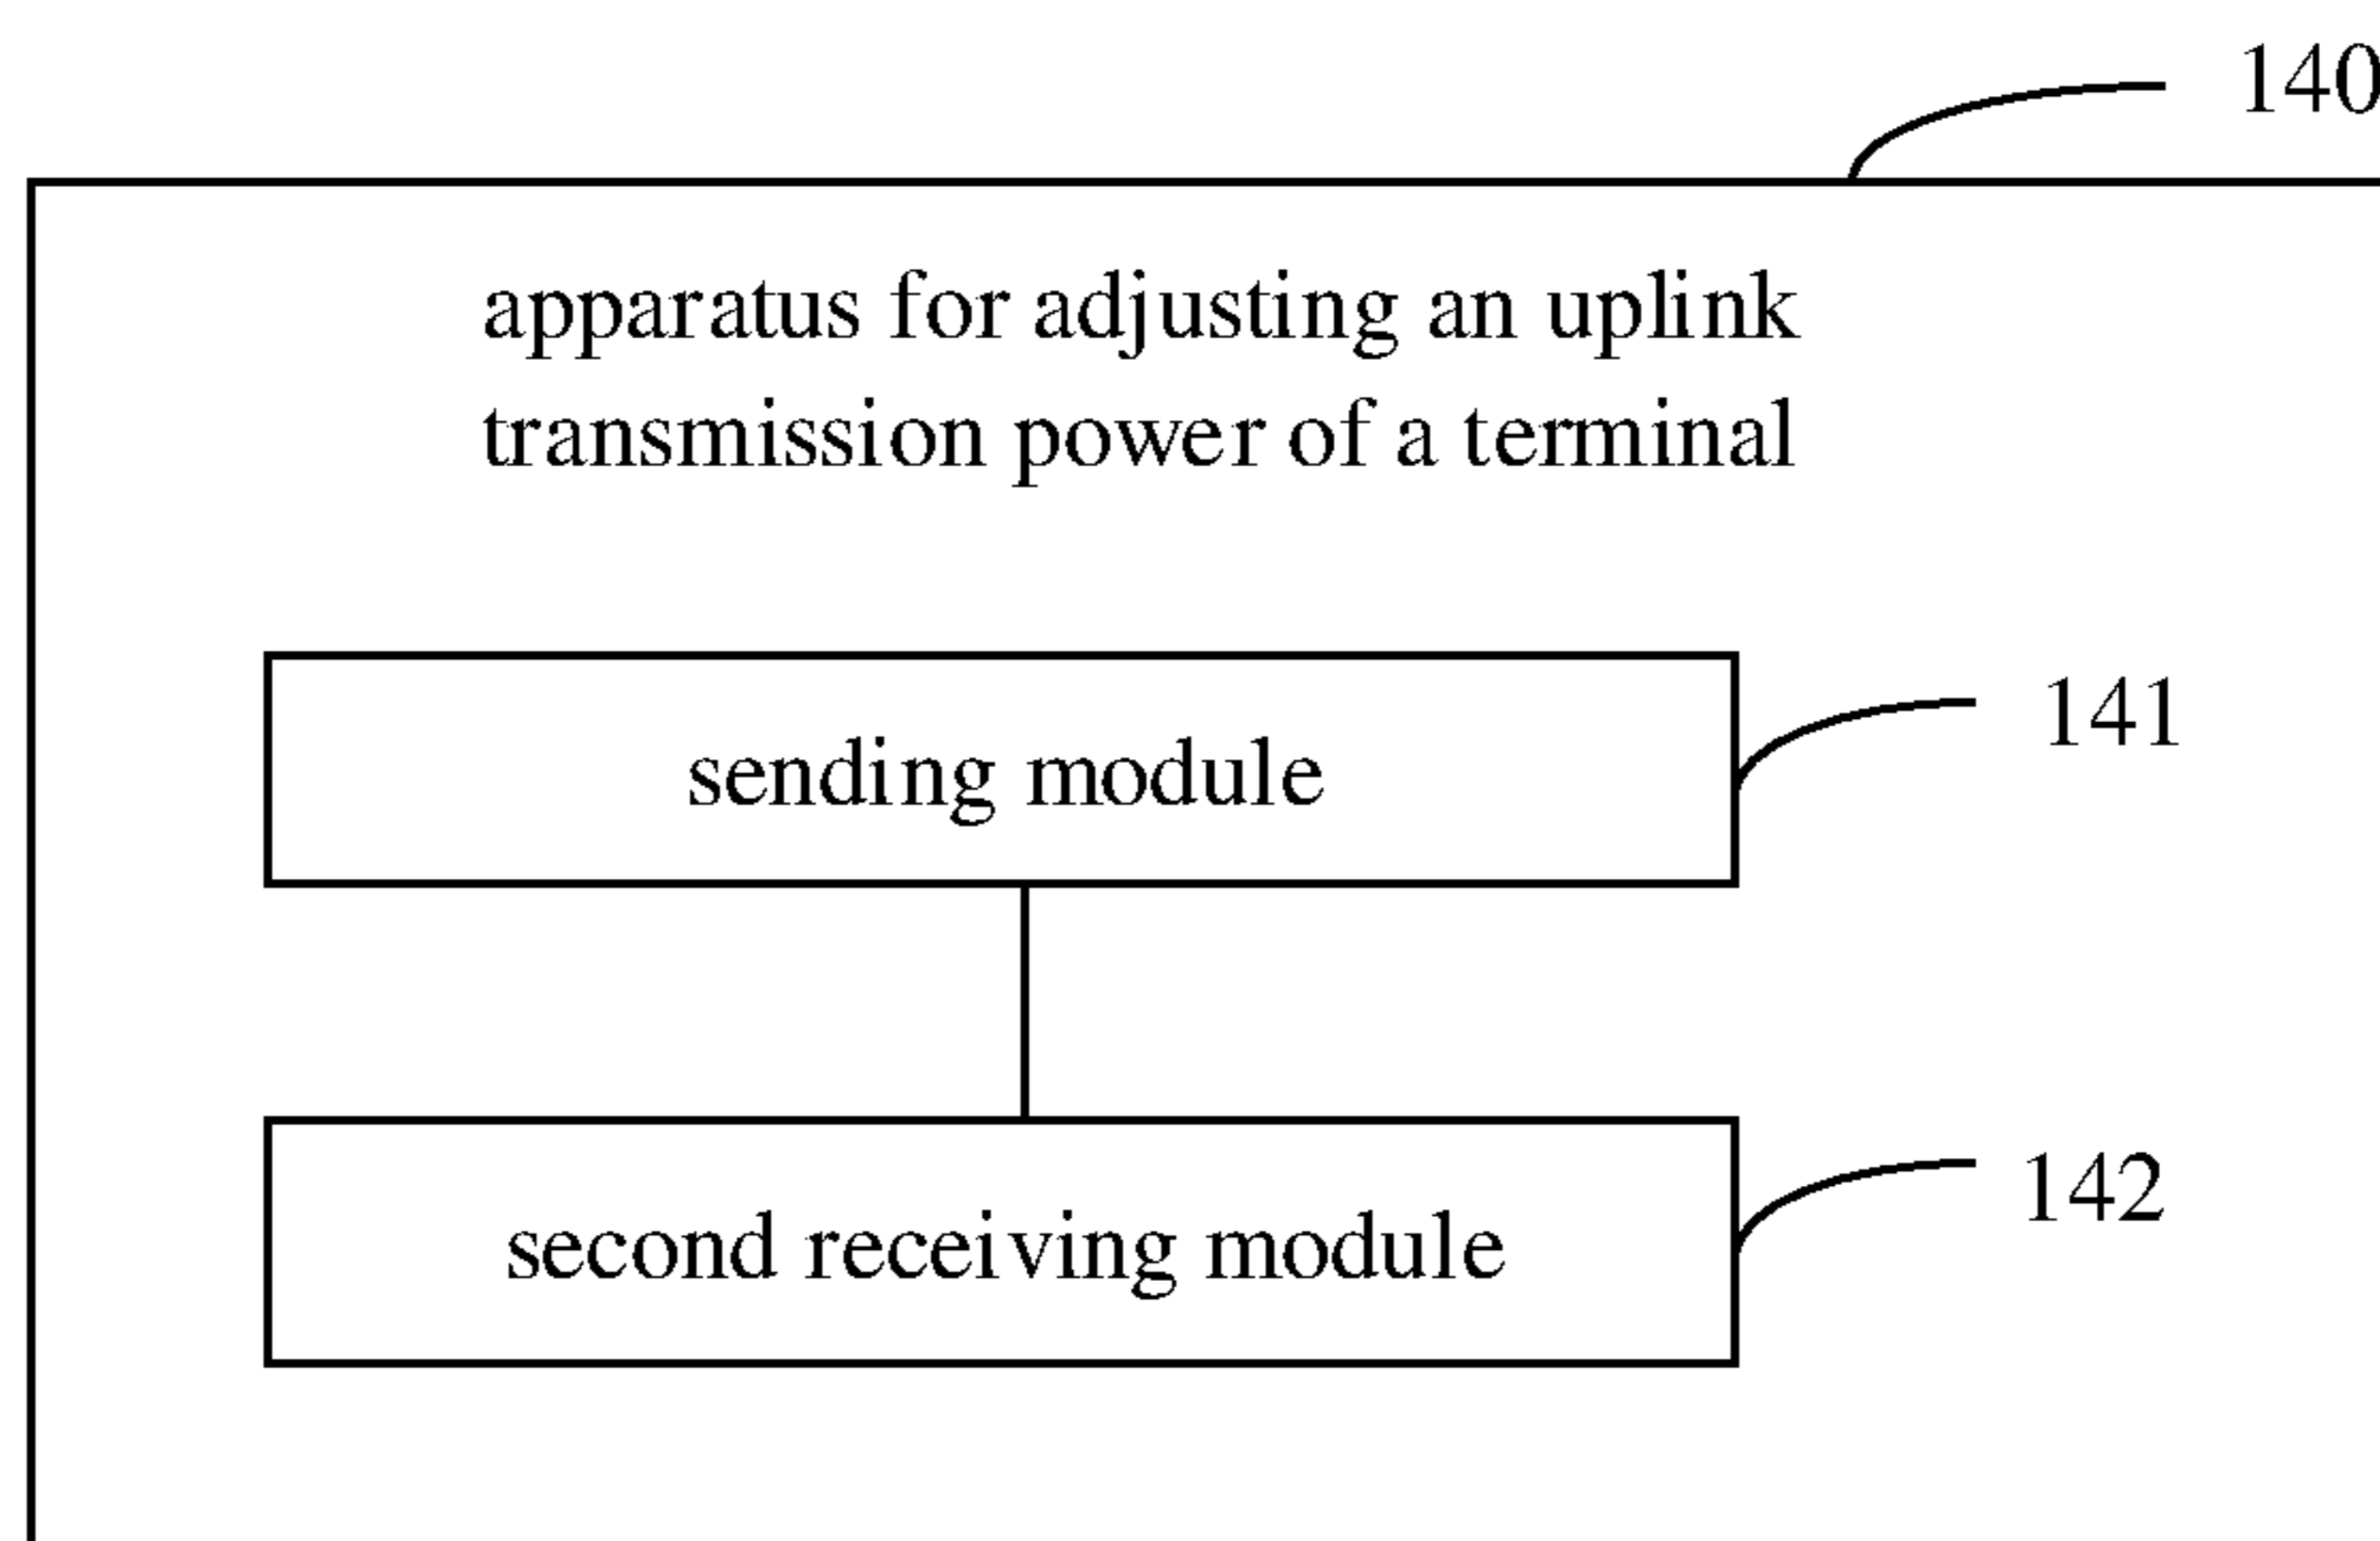 140
apparatus for adjusting an uplink
transmission power of a terminal
sending module
141
second receiving module
142